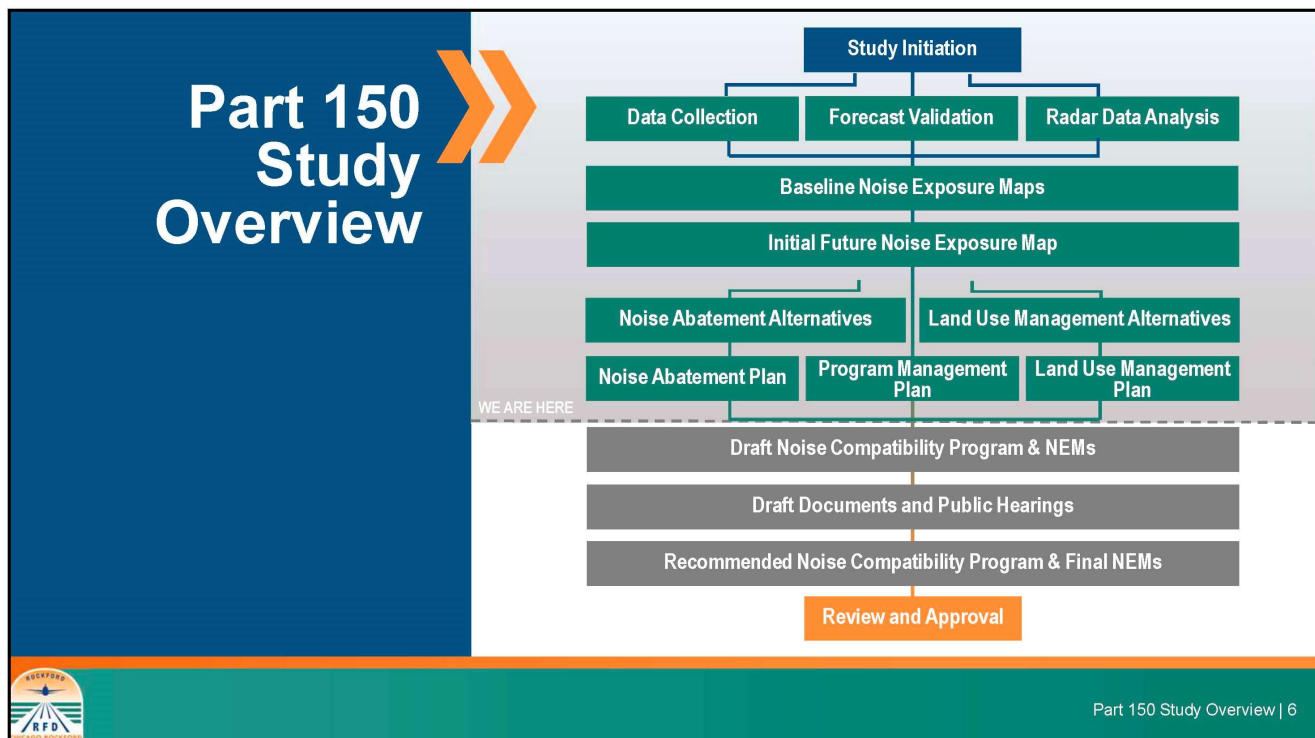 Part 150
Study
Overview
Study Initiation
Data Collection
Forecast Validation
Radar Data Analysis
Baseline Noise Exposure Maps
Initial Future Noise Exposure Map
Noise Abatement Alternatives
Land Use Management Alternatives
Noise Abatement Plan
Program Management
Plan
Land Use Management
Plan
WE ARE HERE
Draft Noise Compatibility Program & NEMs
Draft Documents and Public Hearings
Recommended Noise Compatibility Program & Final NEMs
Review and Approval
ROCKFORD
RFD
CHICAGO ROCKFORD
Part 150 Study Overview | 6